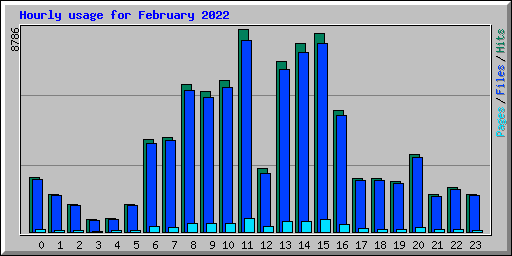 Hourly usage for February 2022
8786
Pages/Files/Hits
0 1 2 3 4 5 6 7 8 9 10 11 12 13 14 15 16 17 18 19 20 21 22 23